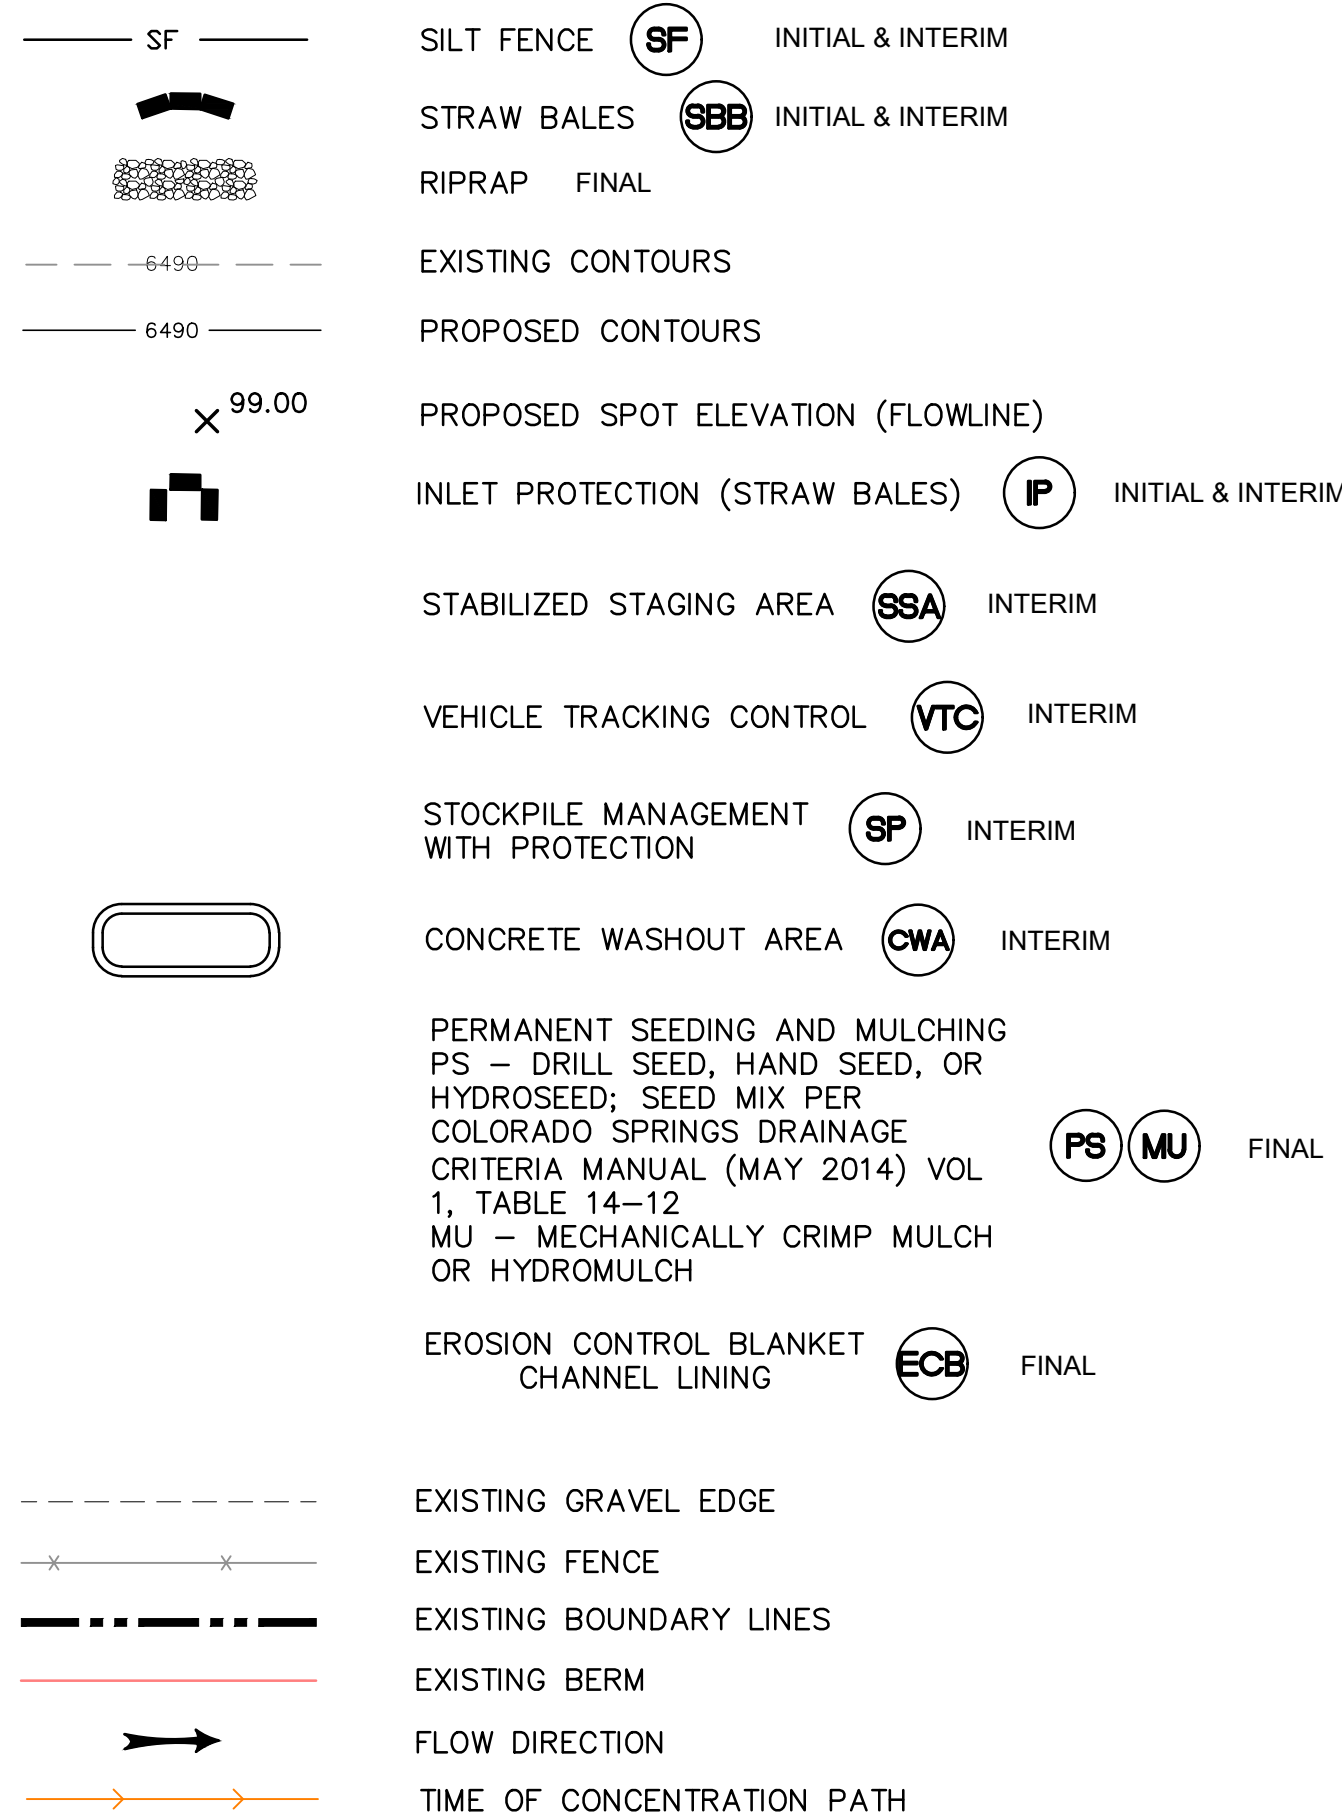 SF SILT FENCE SF INITIAL & INTERIM
STRAW BALES SBB INITIAL & INTERIM
RIPRAP FINAL
6490 EXISTING CONTOURS
6490 PROPOSED CONTOURS
99.00 PROPOSED SPOT ELEVATION (FLOWLINE)
INLET PROTECTION (STRAW BALES) IP INITIAL & INTERIM
STABILIZED STAGING AREA SSA INTERIM
VEHICLE TRACKING CONTROL VTC INTERIM
STOCKPILE MANAGEMENT
WITH PROTECTION SP INTERIM
CONCRETE WASHOUT AREA CWA INTERIM
PERMANENT SEEDING AND MULCHING
PS – DRILL SEED, HAND SEED, OR
HYDROSEED; SEED MIX PER
COLORADO SPRINGS DRAINAGE
CRITERIA MANUAL (MAY 2014) VOL
1, TABLE 14–12
MU – MECHANICALLY CRIMP MULCH
OR HYDROMULCH
PS MU FINAL
EROSION CONTROL BLANKET
CHANNEL LINING ECB FINAL
EXISTING GRAVEL EDGE
EXISTING FENCE
EXISTING BOUNDARY LINES
EXISTING BERM
FLOW DIRECTION
TIME OF CONCENTRATION PATH